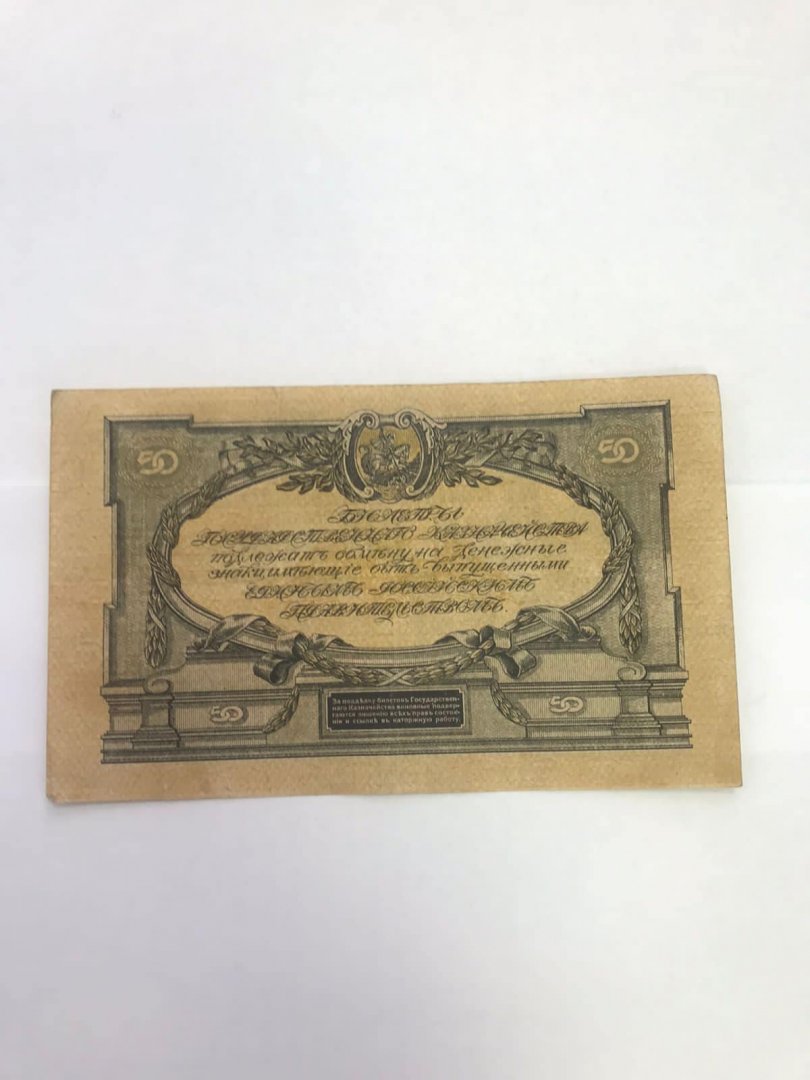 50 50
БИЛЕТЫ
ГОСУДАРСТВЕННАГО КАЗНАЧЕЙСТВА
подлежатъ обмѣну на денежные
знаки, имѣющіе быть выпущенными
ЕДИНЫМЪ РОССІЙСКИМЪ
ПРАВИТЕЛЬСТВОМЪ.
50 50
За поддѣлку билетовъ Государствен-
наго Казначейства виновные подвер-
гаются лишенію всѣхъ правъ состоя-
нія и ссылкѣ въ каторжную работу.